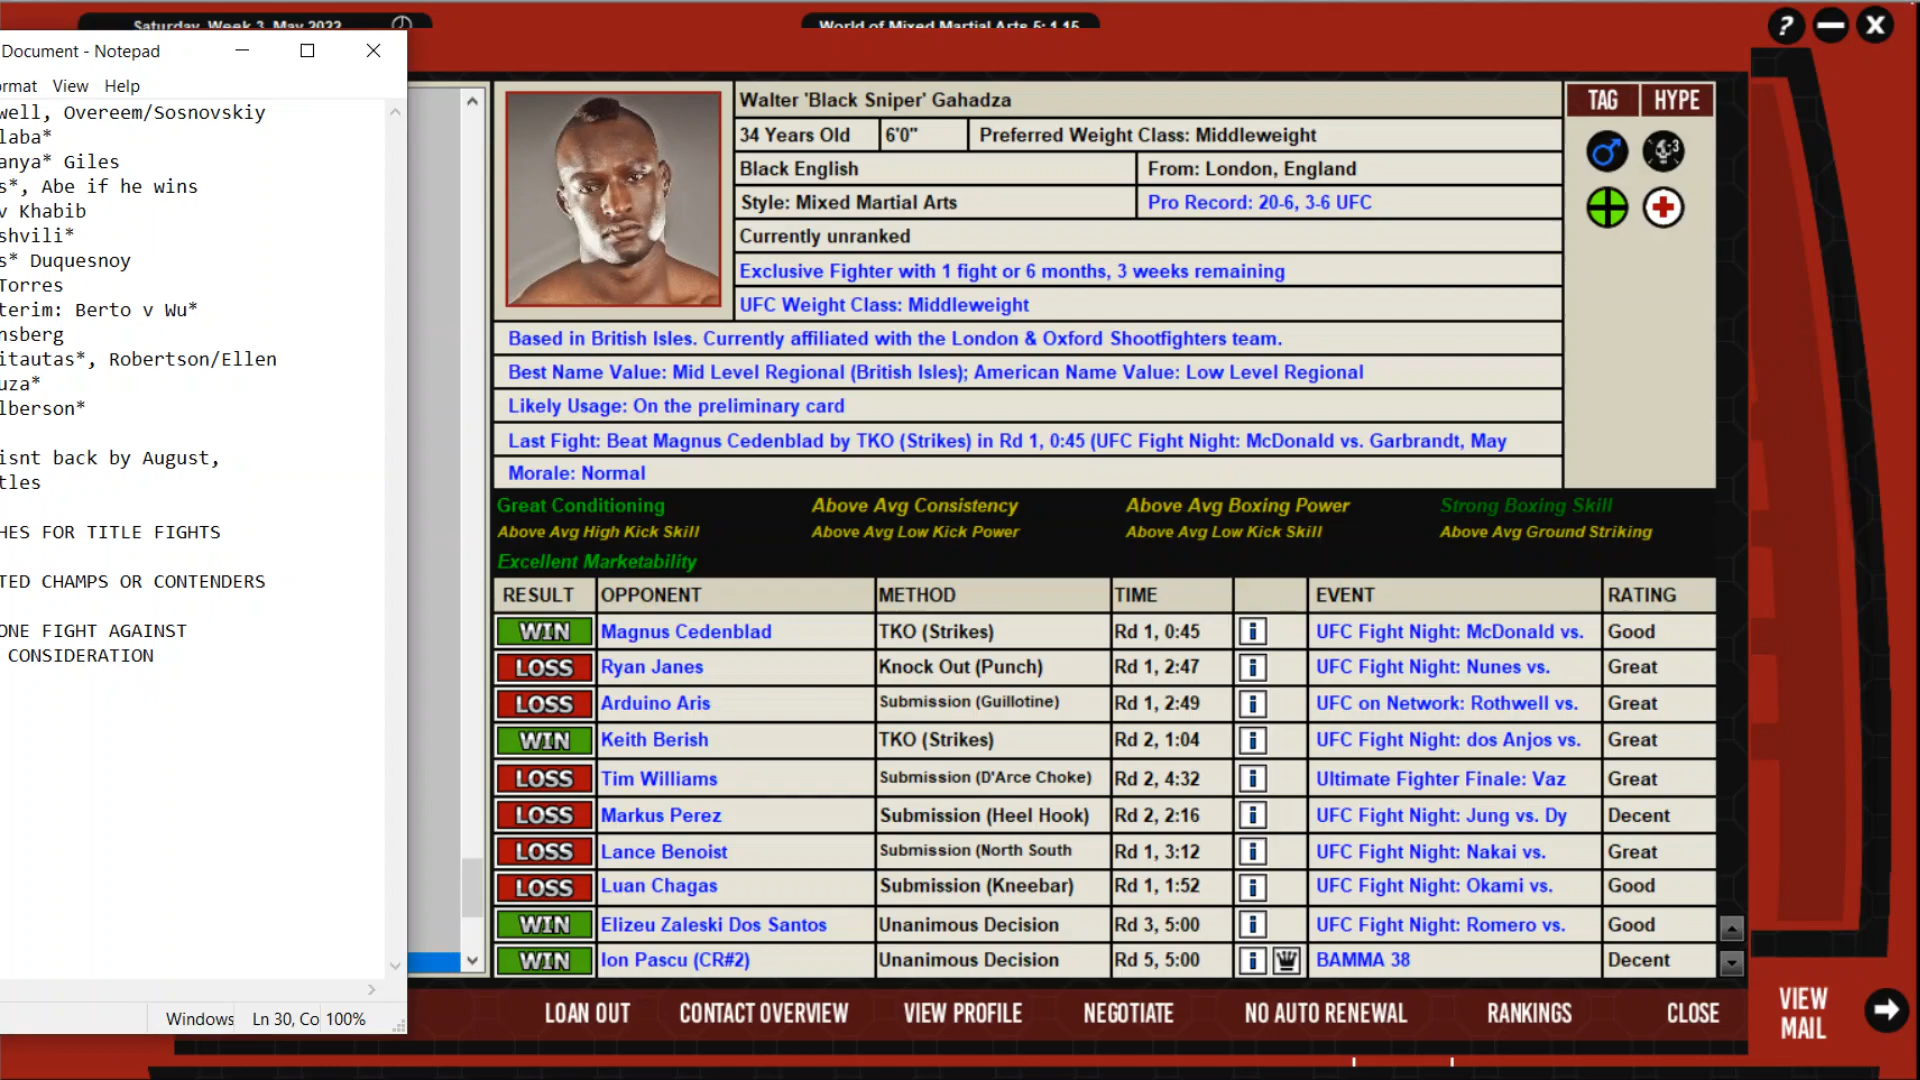 Saturday, Week 3, May 2022
World of Mixed Martial Arts 5: 1.15
Document - Notepad
ormat View Help
well, Overeem/Sosnovskiy
laba*
anya* Giles
s*, Abe if he wins
v Khabib
shvili*
s* Duquesnoy
Torres
terim: Berto v Wu*
nsberg
itautas*, Robertson/Ellen
uza*
lberson*
isnt back by August,
tles
HES FOR TITLE FIGHTS
TED CHAMPS OR CONTENDERS
ONE FIGHT AGAINST
CONSIDERATION
Windows Ln 30, Co 100%
Walter 'Black Sniper' Gahadza
34 Years Old 6'0" Preferred Weight Class: Middleweight
Black English From: London, England
Style: Mixed Martial Arts Pro Record: 20-6, 3-6 UFC
Currently unranked
Exclusive Fighter with 1 fight or 6 months, 3 weeks remaining
UFC Weight Class: Middleweight
TAG HYPE
Based in British Isles. Currently affiliated with the London & Oxford Shootfighters team.
Best Name Value: Mid Level Regional (British Isles); American Name Value: Low Level Regional
Likely Usage: On the preliminary card
Last Fight: Beat Magnus Cedenblad by TKO (Strikes) in Rd 1, 0:45 (UFC Fight Night: McDonald vs. Garbrandt, May
Morale: Normal
Great Conditioning Above Avg Consistency Above Avg Boxing Power Strong Boxing Skill
Above Avg High Kick Skill Above Avg Low Kick Power Above Avg Low Kick Skill Above Avg Ground Striking
Excellent Marketability
RESULT OPPONENT METHOD TIME EVENT RATING
WIN Magnus Cedenblad TKO (Strikes) Rd 1, 0:45 i UFC Fight Night: McDonald vs. Good
LOSS Ryan Janes Knock Out (Punch) Rd 1, 2:47 i UFC Fight Night: Nunes vs. Great
LOSS Arduino Aris Submission (Guillotine) Rd 1, 2:49 i UFC on Network: Rothwell vs. Great
WIN Keith Berish TKO (Strikes) Rd 2, 1:04 i UFC Fight Night: dos Anjos vs. Great
LOSS Tim Williams Submission (D'Arce Choke) Rd 2, 4:32 i Ultimate Fighter Finale: Vaz Great
LOSS Markus Perez Submission (Heel Hook) Rd 2, 2:16 i UFC Fight Night: Jung vs. Dy Decent
LOSS Lance Benoist Submission (North South Rd 1, 3:12 i UFC Fight Night: Nakai vs. Great
LOSS Luan Chagas Submission (Kneebar) Rd 1, 1:52 i UFC Fight Night: Okami vs. Good
WIN Elizeu Zaleski Dos Santos Unanimous Decision Rd 3, 5:00 i UFC Fight Night: Romero vs. Good
WIN Ion Pascu (CR#2) Unanimous Decision Rd 5, 5:00 i BAMMA 38 Decent
LOAN OUT CONTACT OVERVIEW VIEW PROFILE NEGOTIATE NO AUTO RENEWAL RANKINGS CLOSE
VIEW
MAIL